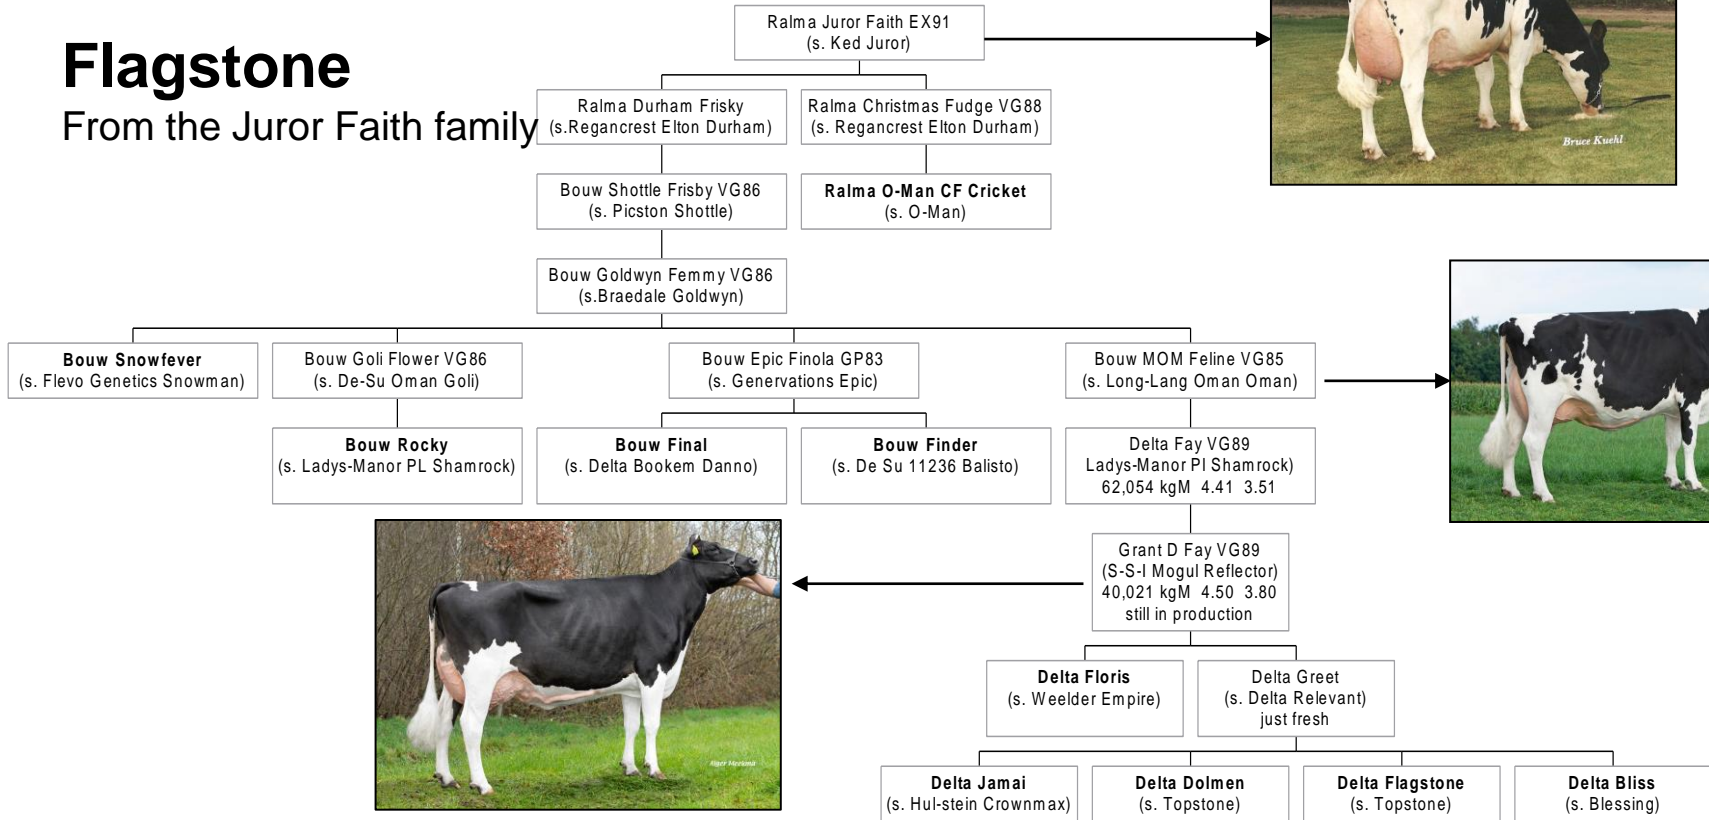 Flagstone
From the Juror Faith family
Ralma Juror Faith EX91
(s. Ked Juror)
Ralma Durham Frisky
(s.Regancrest Elton Durham)
Ralma Christmas Fudge VG88
(s. Regancrest Elton Durham)
Bruce Kuehl
Bouw Shottle Frisby VG86
(s. Picston Shottle)
Ralma O-Man CF Cricket
(s. O-Man)
Bouw Goldwyn Femmy VG86
(s.Braedale Goldwyn)
Bouw Snowfever
(s. Flevo Genetics Snowman)
Bouw Goli Flower VG86
(s. De-Su Oman Goli)
Bouw Epic Finola GP83
(s. Genervations Epic)
Bouw MOM Feline VG85
(s. Long-Lang Oman Oman)
Bouw Rocky
(s. Ladys-Manor PL Shamrock)
Bouw Final
(s. Delta Bookem Danno)
Bouw Finder
(s. De Su 11236 Balisto)
Delta Fay VG89
Ladys-Manor Pl Shamrock)
62,054 kgM 4.41 3.51
Grant D Fay VG89
(S-S-I Mogul Reflector)
40,021 kgM 4.50 3.80
still in production
Delta Floris
(s. Weelder Empire)
Delta Greet
(s. Delta Relevant)
just fresh
Delta Jamai
(s. Hul-stein Crownmax)
Delta Dolmen
(s. Topstone)
Delta Flagstone
(s. Topstone)
Delta Bliss
(s. Blessing)